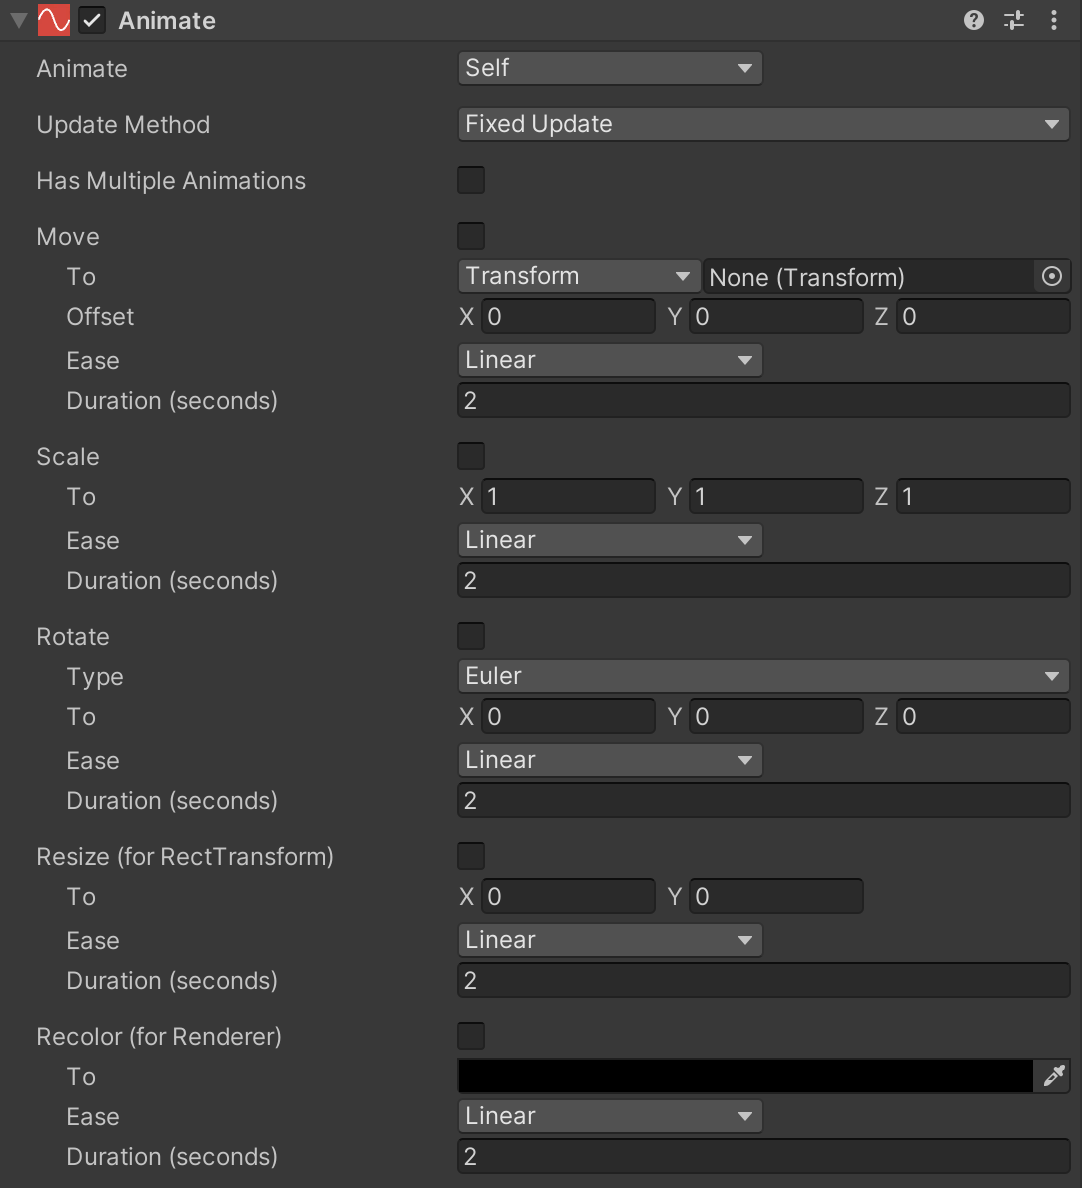 Animate
Animate Self
Update Method Fixed Update
Has Multiple Animations
Move
To Transform None (Transform)
Offset X 0 Y 0 Z 0
Ease Linear
Duration (seconds) 2
Scale
To X 1 Y 1 Z 1
Ease Linear
Duration (seconds) 2
Rotate
Type Euler
To X 0 Y 0 Z 0
Ease Linear
Duration (seconds) 2
Resize (for RectTransform)
To X 0 Y 0
Ease Linear
Duration (seconds) 2
Recolor (for Renderer)
To
Ease Linear
Duration (seconds) 2